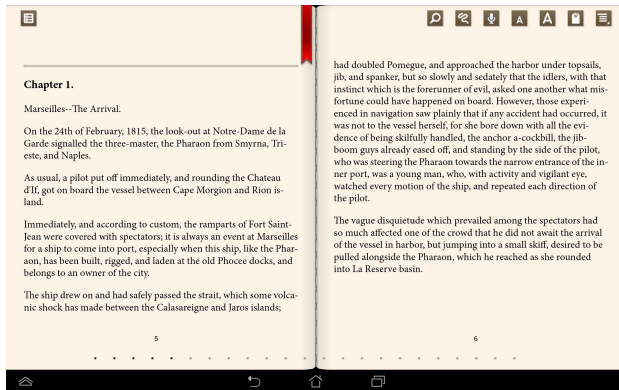 Chapter 1.
Marseilles--The Arrival.
On the 24th of February, 1815, the look-out at Notre-Dame de la
Garde signalled the three-master, the Pharaon from Smyrna, Tri-
este, and Naples.
As usual, a pilot put off immediately, and rounding the Chateau
d'If, got on board the vessel between Cape Morgion and Rion is-
land.
Immediately, and according to custom, the ramparts of Fort Saint-
Jean were covered with spectators; it is always an event at Marseilles
for a ship to come into port, especially when this ship, like the Phar-
aon, has been built, rigged, and laden at the old Phocee docks, and
belongs to an owner of the city.
The ship drew on and had safely passed the strait, which some volca-
nic shock has made between the Calasareigne and Jaros islands;
5
A A
had doubled Pomegue, and approached the harbor under topsails,
jib, and spanker, but so slowly and sedately that the idlers, with that
instinct which is the forerunner of evil, asked one another what mis-
fortune could have happened on board. However, those experi-
enced in navigation saw plainly that if any accident had occurred, it
was not to the vessel herself, for she bore down with all the evi-
dence of being skilfully handled, the anchor a-cockbill, the jib-
boom guys already eased off, and standing by the side of the pilot,
who was steering the Pharaon towards the narrow entrance of the in-
ner port, was a young man, who, with activity and vigilant eye,
watched every motion of the ship, and repeated each direction of
the pilot.
The vague disquietude which prevailed among the spectators had
so much affected one of the crowd that he did not await the arrival
of the vessel in harbor, but jumping into a small skiff, desired to be
pulled alongside the Pharaon, which he reached as she rounded
into La Reserve basin.
6